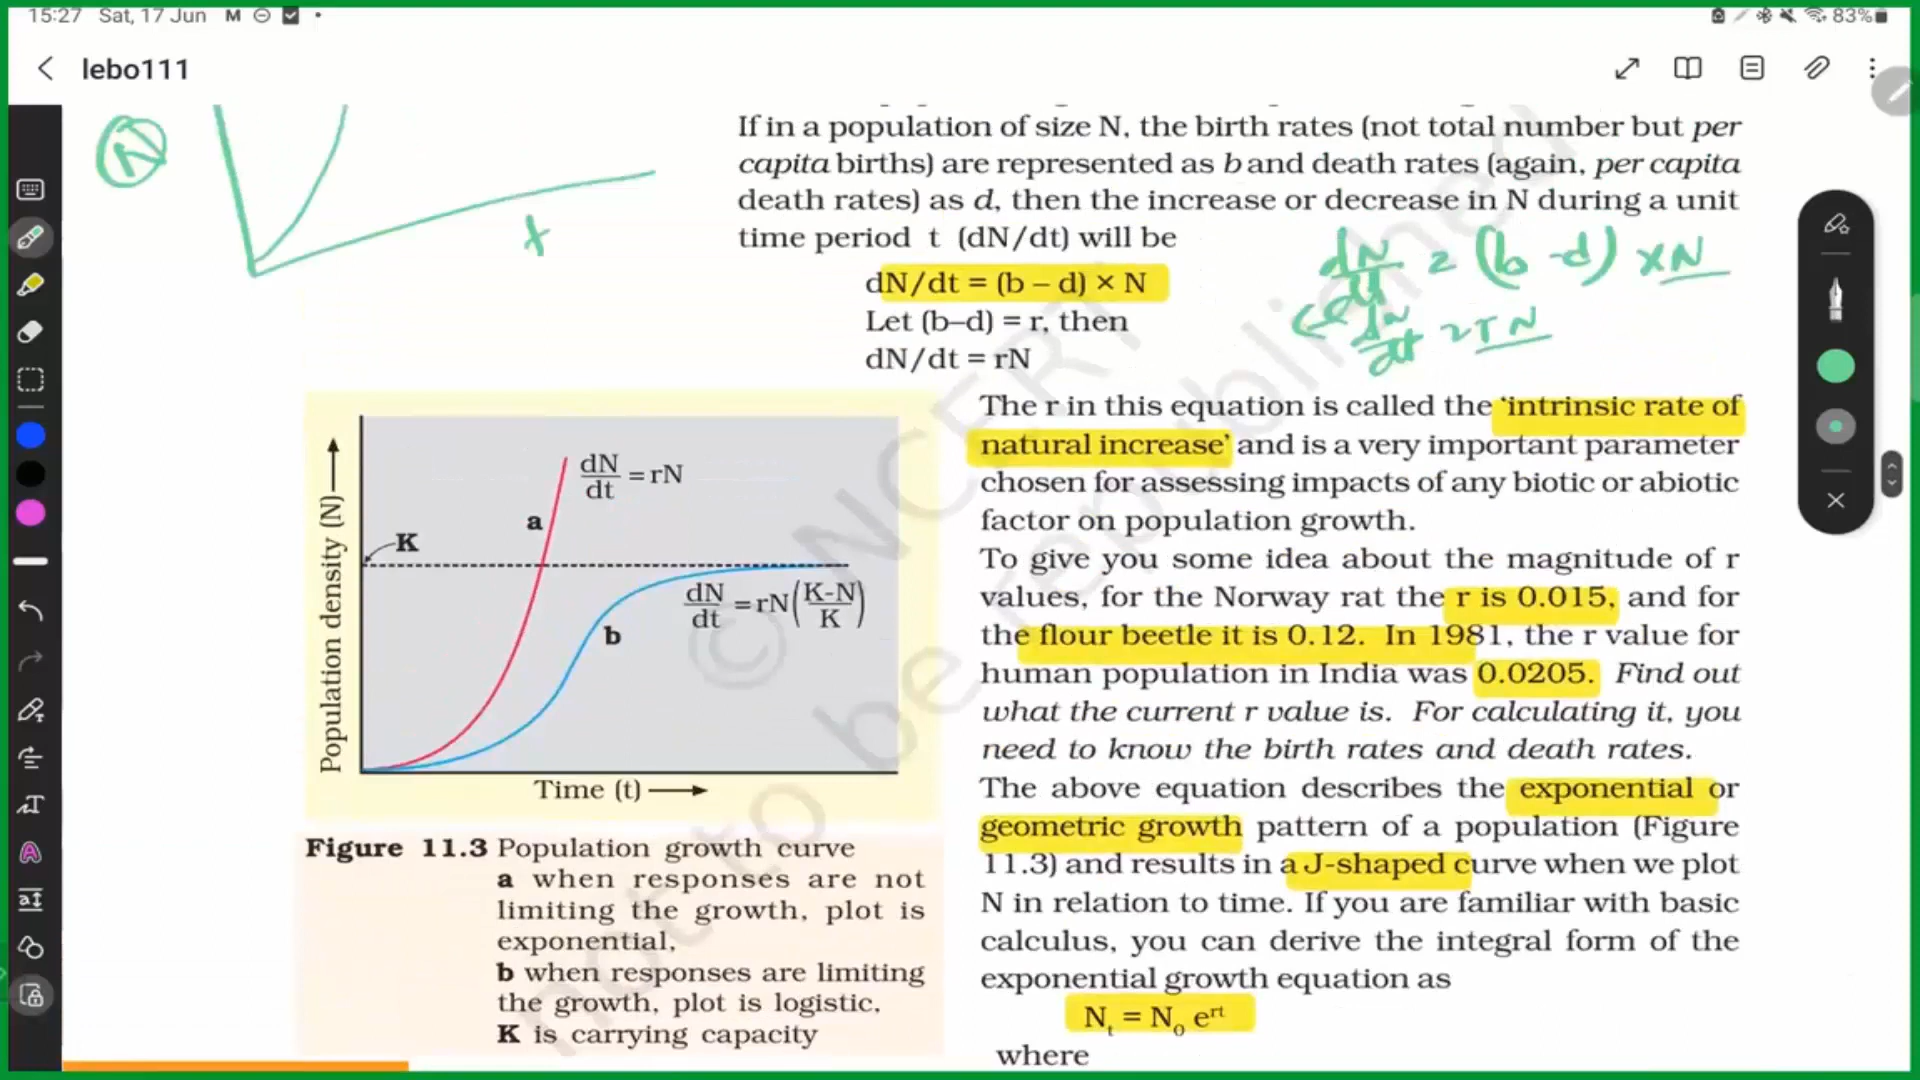 15:27 Sat, 17 Jun M
83%
lebo111
N
t
If in a population of size N, the birth rates (not total number but per
capita births) are represented as b and death rates (again, per capita
death rates) as d, then the increase or decrease in N during a unit
time period t (dN/dt) will be
dN/dt = (b – d) × N
Let (b–d) = r, then
dN/dt = rN
dN/dt = (b - d) × N
dN/dt = r N
Population density (N)
K
a
dN/dt = rN
b
dN/dt = rN(K-N/K)
Time (t)
Figure 11.3 Population growth curve
a when responses are not
limiting the growth, plot is
exponential,
b when responses are limiting
the growth, plot is logistic,
K is carrying capacity
The r in this equation is called the ‘intrinsic rate of
natural increase’ and is a very important parameter
chosen for assessing impacts of any biotic or abiotic
factor on population growth.
To give you some idea about the magnitude of r
values, for the Norway rat the r is 0.015, and for
the flour beetle it is 0.12. In 1981, the r value for
human population in India was 0.0205. Find out
what the current r value is. For calculating it, you
need to know the birth rates and death rates.
The above equation describes the exponential or
geometric growth pattern of a population (Figure
11.3) and results in a J-shaped curve when we plot
N in relation to time. If you are familiar with basic
calculus, you can derive the integral form of the
exponential growth equation as
Nt = N0 e^rt
where
© NCERT
not to be republished